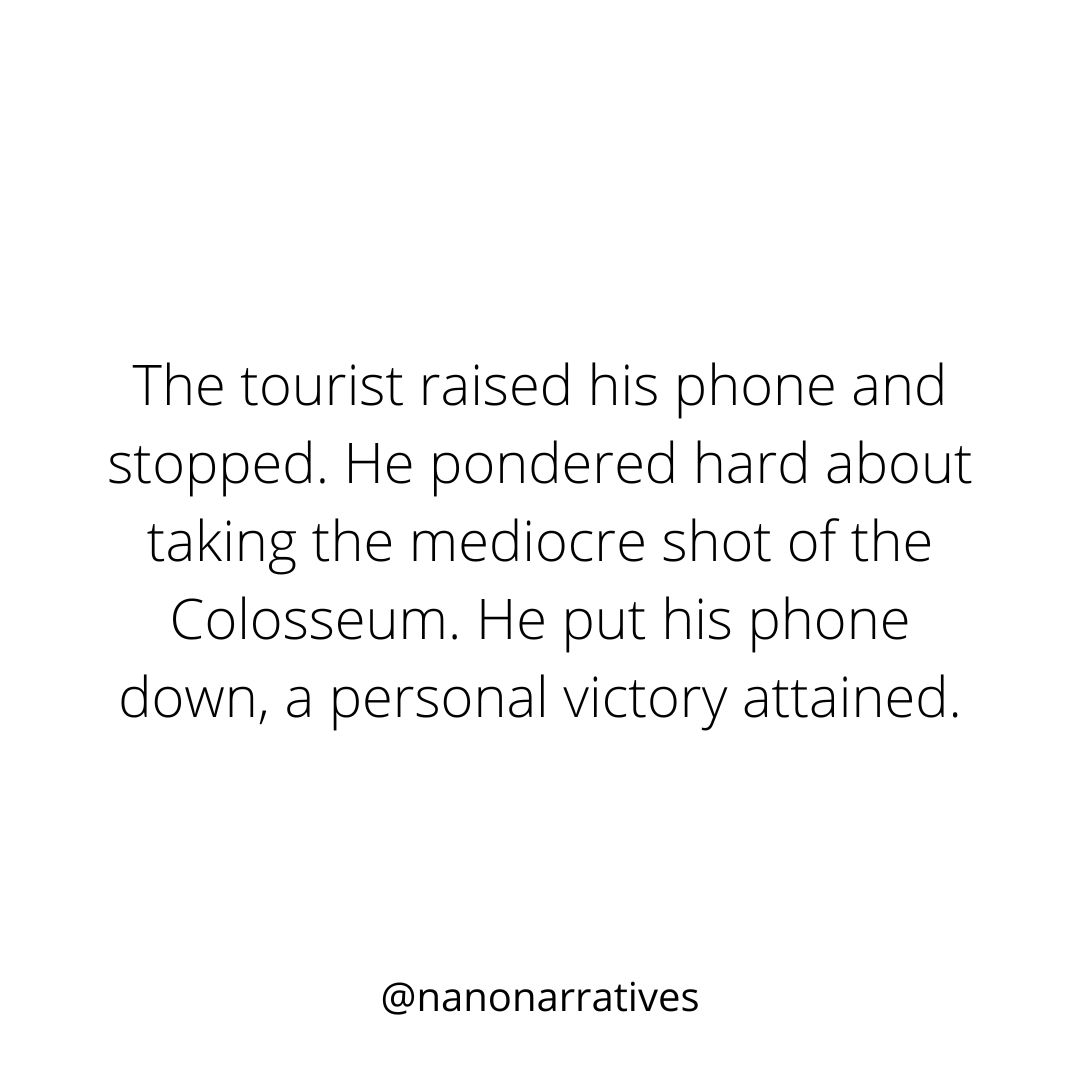 The tourist raised his phone and
stopped. He pondered hard about
taking the mediocre shot of the
Colosseum. He put his phone
down, a personal victory attained.
@nanonarratives